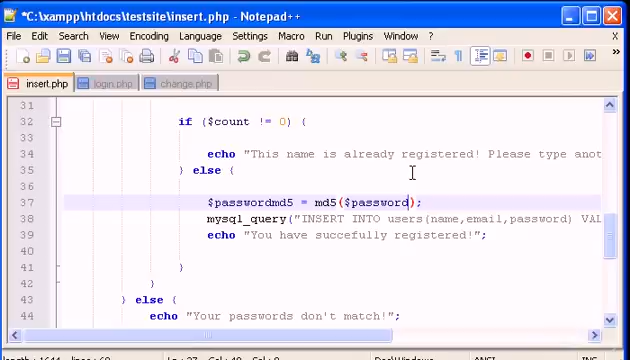 *C:\xampp\htdocs\testsite\insert.php - Notepad++
File Edit Search View Encoding Language Settings Macro Run Plugins Window ?
insert.php login.php change.php
31
32 if ($count != 0) {
33
34 echo "This name is already registered! Please type anot
35 } else {
36
37 $passwordmd5 = md5($password);
38 mysql_query("INSERT INTO users(name,email,password) VAL
39 echo "You have succefully registered!";
40
41 }
42 }
43 } else {
44 echo "Your passwords don't match!";